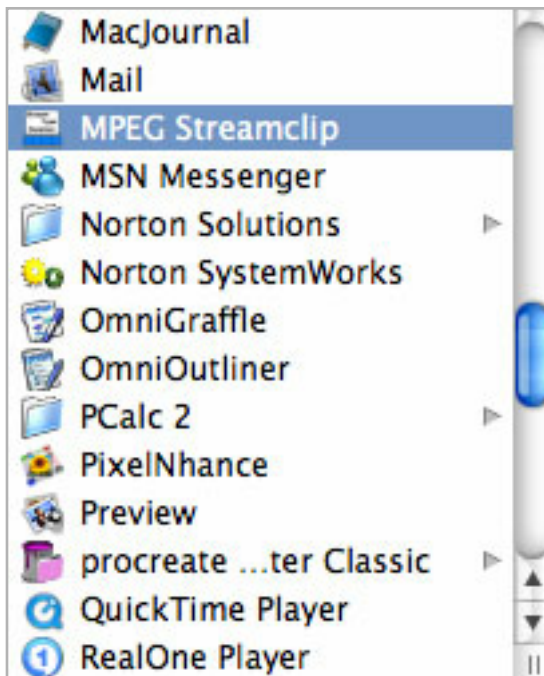 MacJournal
Mail
MPEG Streamclip
MSN Messenger
Norton Solutions
Norton SystemWorks
OmniGraffle
OmniOutliner
PCalc 2
PixelNhance
Preview
procreate ...ter Classic
QuickTime Player
RealOne Player